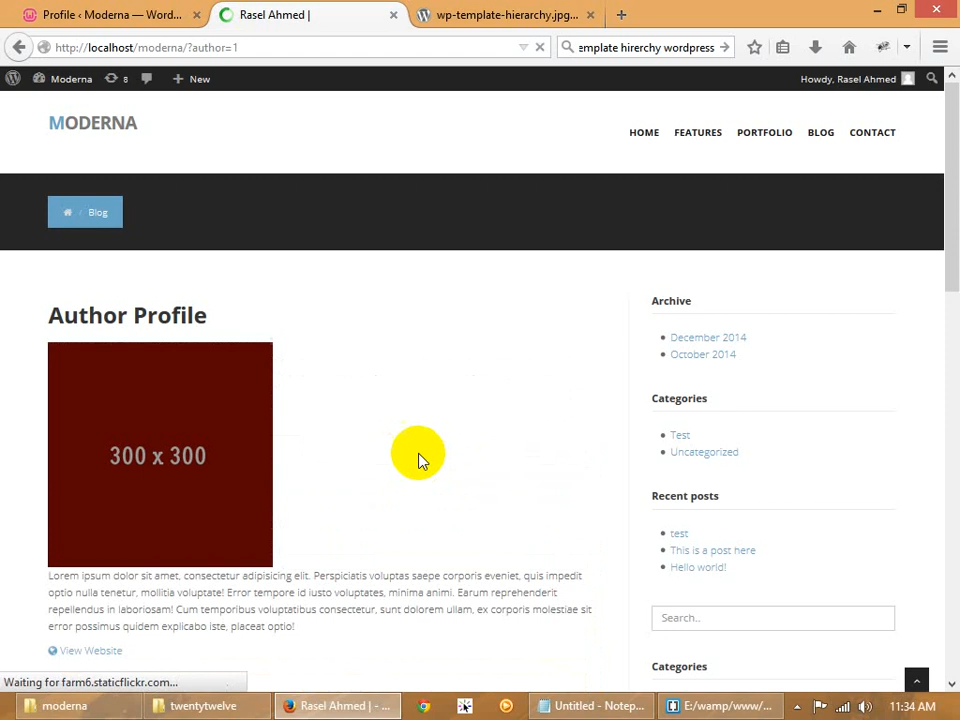 Profile ‹ Moderna — Word...
Rasel Ahmed |
wp-template-hierarchy.jpg...
http://localhost/moderna/?author=1
emplate hirerchy wordpress
Moderna
8
New
Howdy, Rasel Ahmed
MODERNA
HOME
FEATURES
PORTFOLIO
BLOG
CONTACT
/ Blog
Author Profile
300 x 300
Lorem ipsum dolor sit amet, consectetur adipisicing elit. Perspiciatis voluptas saepe corporis eveniet, quis impedit
optio nulla tenetur, mollitia voluptate! Error tempore id iusto voluptates, minima animi. Earum reprehenderit
repellendus in laboriosam! Cum temporibus voluptatibus consectetur, sunt dolorem ullam, ex corporis molestiae sit
error possimus quidem explicabo iste, placeat optio!
View Website
Archive
December 2014
October 2014
Categories
Test
Uncategorized
Recent posts
test
This is a post here
Hello world!
Search..
Categories
Waiting for farm6.staticflickr.com...
moderna
twentytwelve
Rasel Ahmed | - ...
Untitled - Notep...
E:/wamp/www/...
11:34 AM